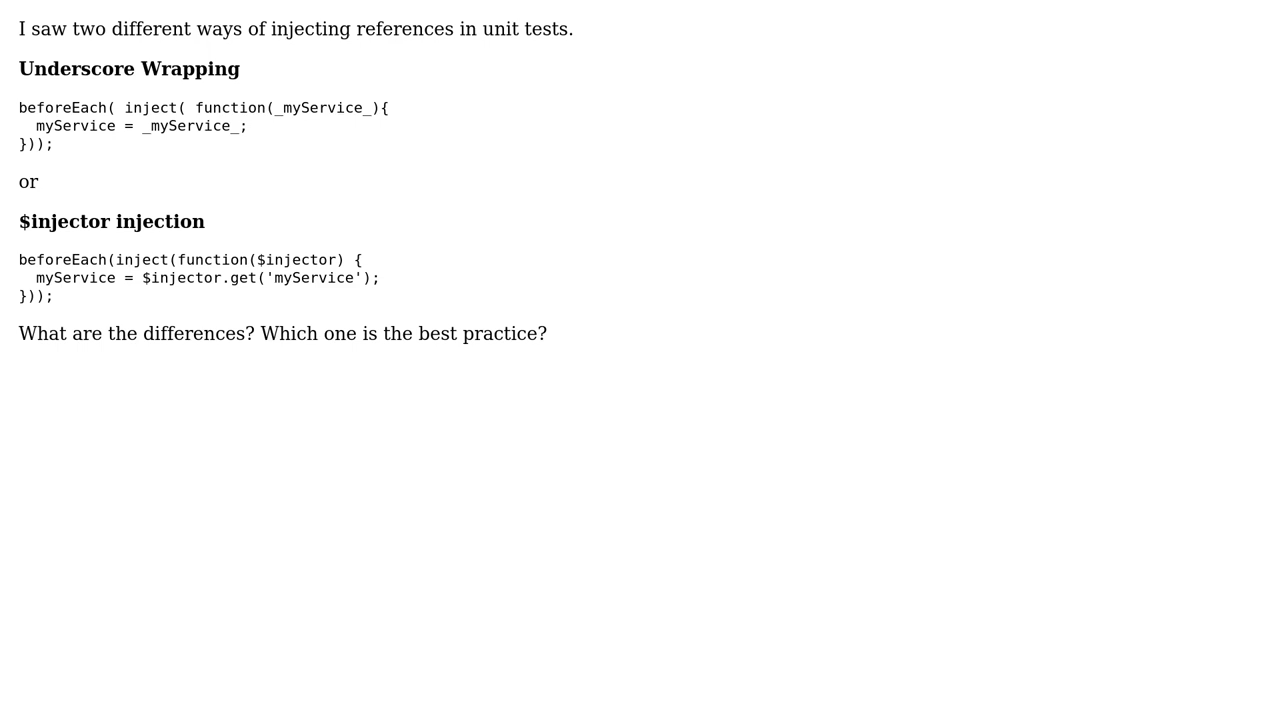 I saw two different ways of injecting references in unit tests.
Underscore Wrapping
beforeEach( inject( function(_myService_){
  myService = _myService_;
}));
or
$injector injection
beforeEach(inject(function($injector) {
  myService = $injector.get('myService');
}));
What are the differences? Which one is the best practice?